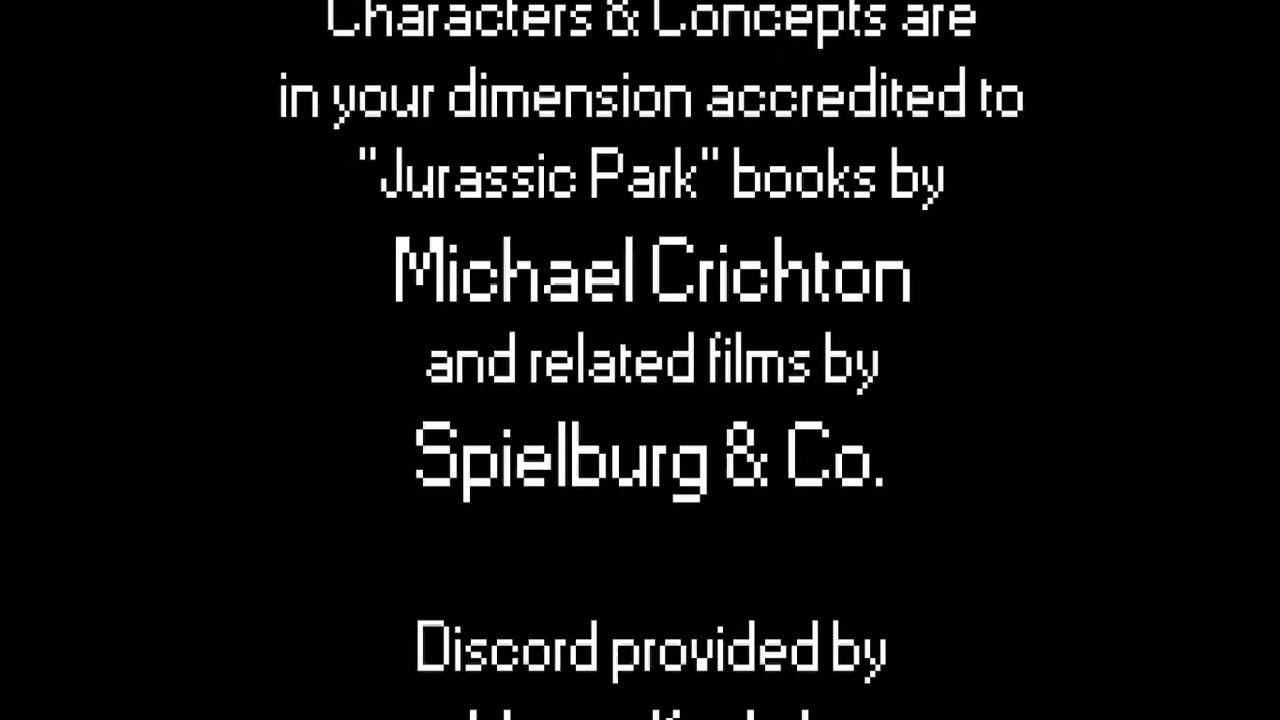 Characters & Concepts are
in your dimension accredited to
"Jurassic Park" books by
Michael Crichton
and related films by
Spielburg & Co.
Discord provided by